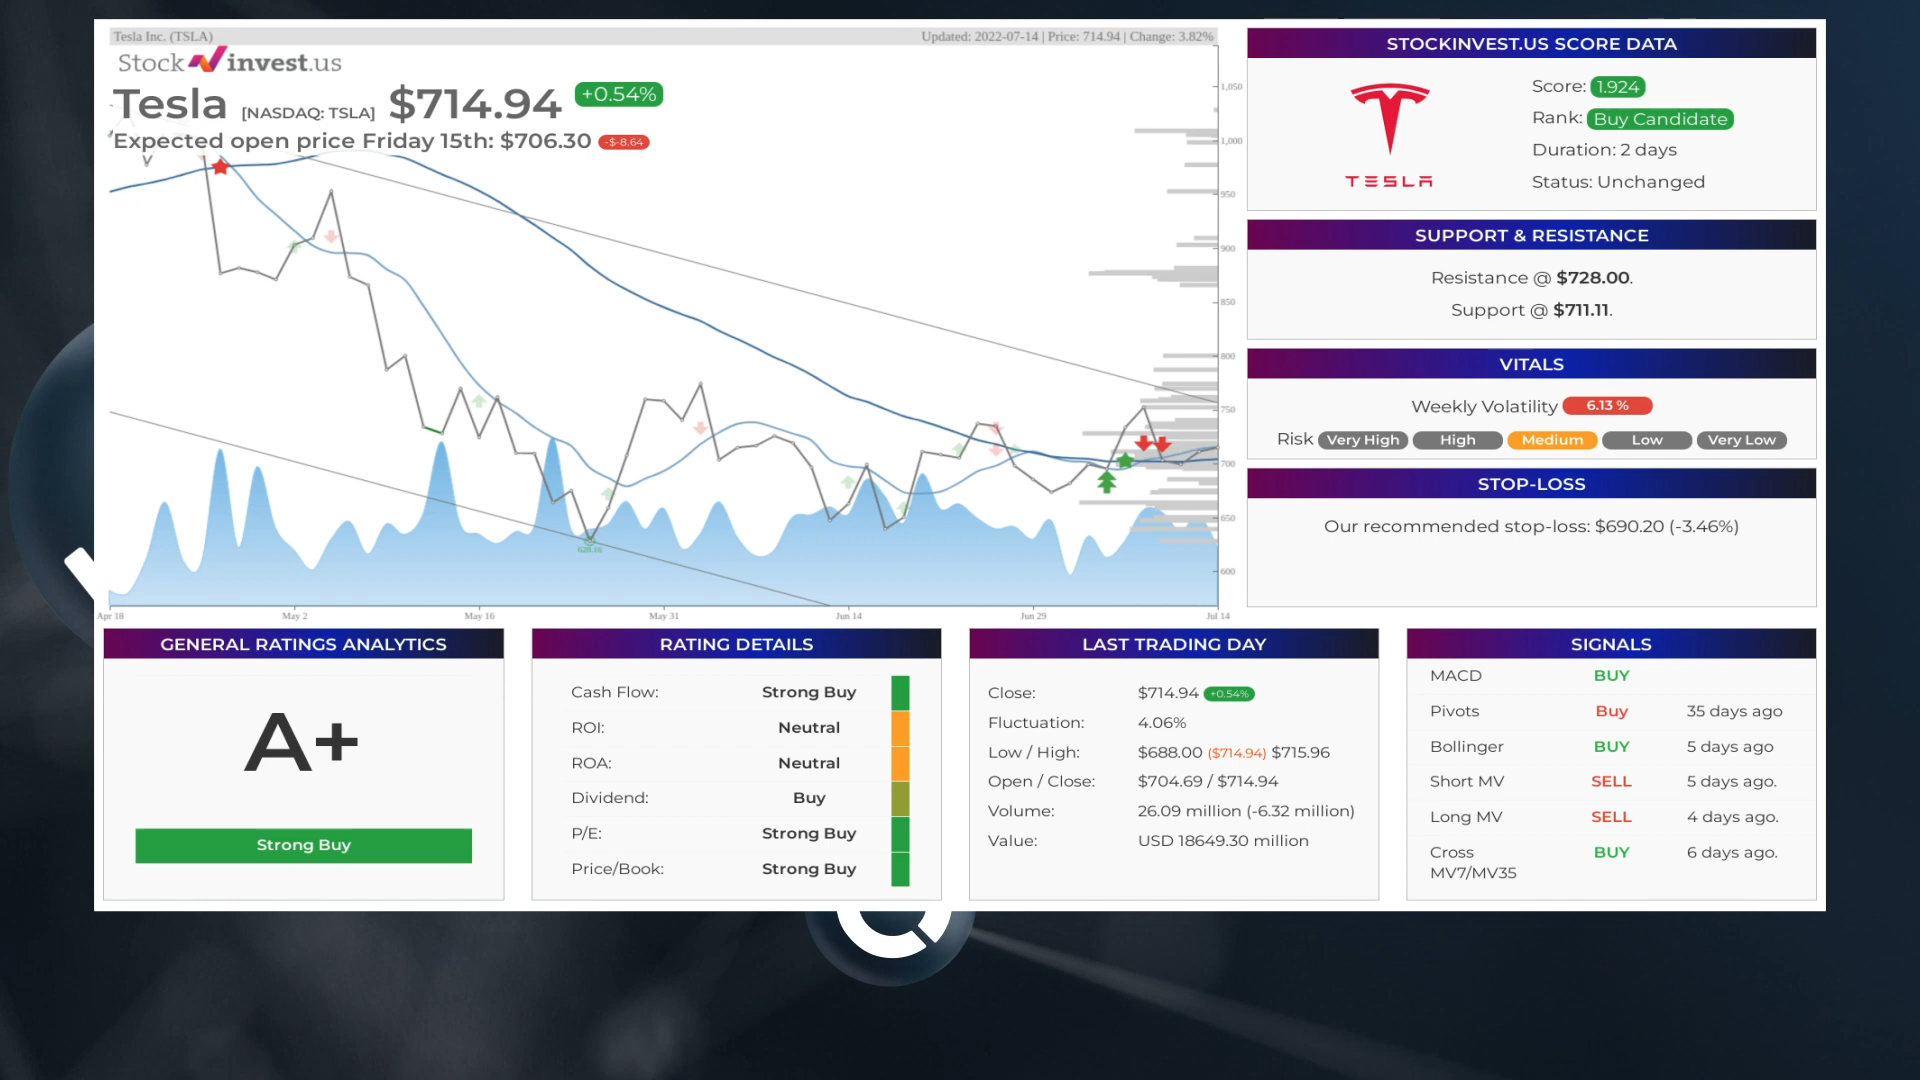 Tesla Inc. (TSLA)
Updated: 2022-07-14 | Price: 714.94 | Change: 3.82%
Stock invest.us
Tesla [NASDAQ: TSLA] $714.94 +0.54%
Expected open price Friday 15th: $706.30 -$-8.64
1,050
1,000
950
900
850
800
750
700
650
600
628.16
Apr 18
May 2
May 16
May 31
Jun 14
Jun 29
Jul 14
STOCKINVEST.US SCORE DATA
TESLA
Score: 1.924
Rank: Buy Candidate
Duration: 2 days
Status: Unchanged
SUPPORT & RESISTANCE
Resistance @ $728.00.
Support @ $711.11.
VITALS
Weekly Volatility 6.13 %
Risk Very High High Medium Low Very Low
STOP-LOSS
Our recommended stop-loss: $690.20 (-3.46%)
GENERAL RATINGS ANALYTICS
A+
Strong Buy
RATING DETAILS
Cash Flow: Strong Buy
ROI: Neutral
ROA: Neutral
Dividend: Buy
P/E: Strong Buy
Price/Book: Strong Buy
LAST TRADING DAY
Close: $714.94 +0.54%
Fluctuation: 4.06%
Low / High: $688.00 ($714.94) $715.96
Open / Close: $704.69 / $714.94
Volume: 26.09 million (-6.32 million)
Value: USD 18649.30 million
SIGNALS
MACD BUY
Pivots Buy 35 days ago
Bollinger BUY 5 days ago
Short MV SELL 5 days ago.
Long MV SELL 4 days ago.
Cross BUY 6 days ago.
MV7/MV35